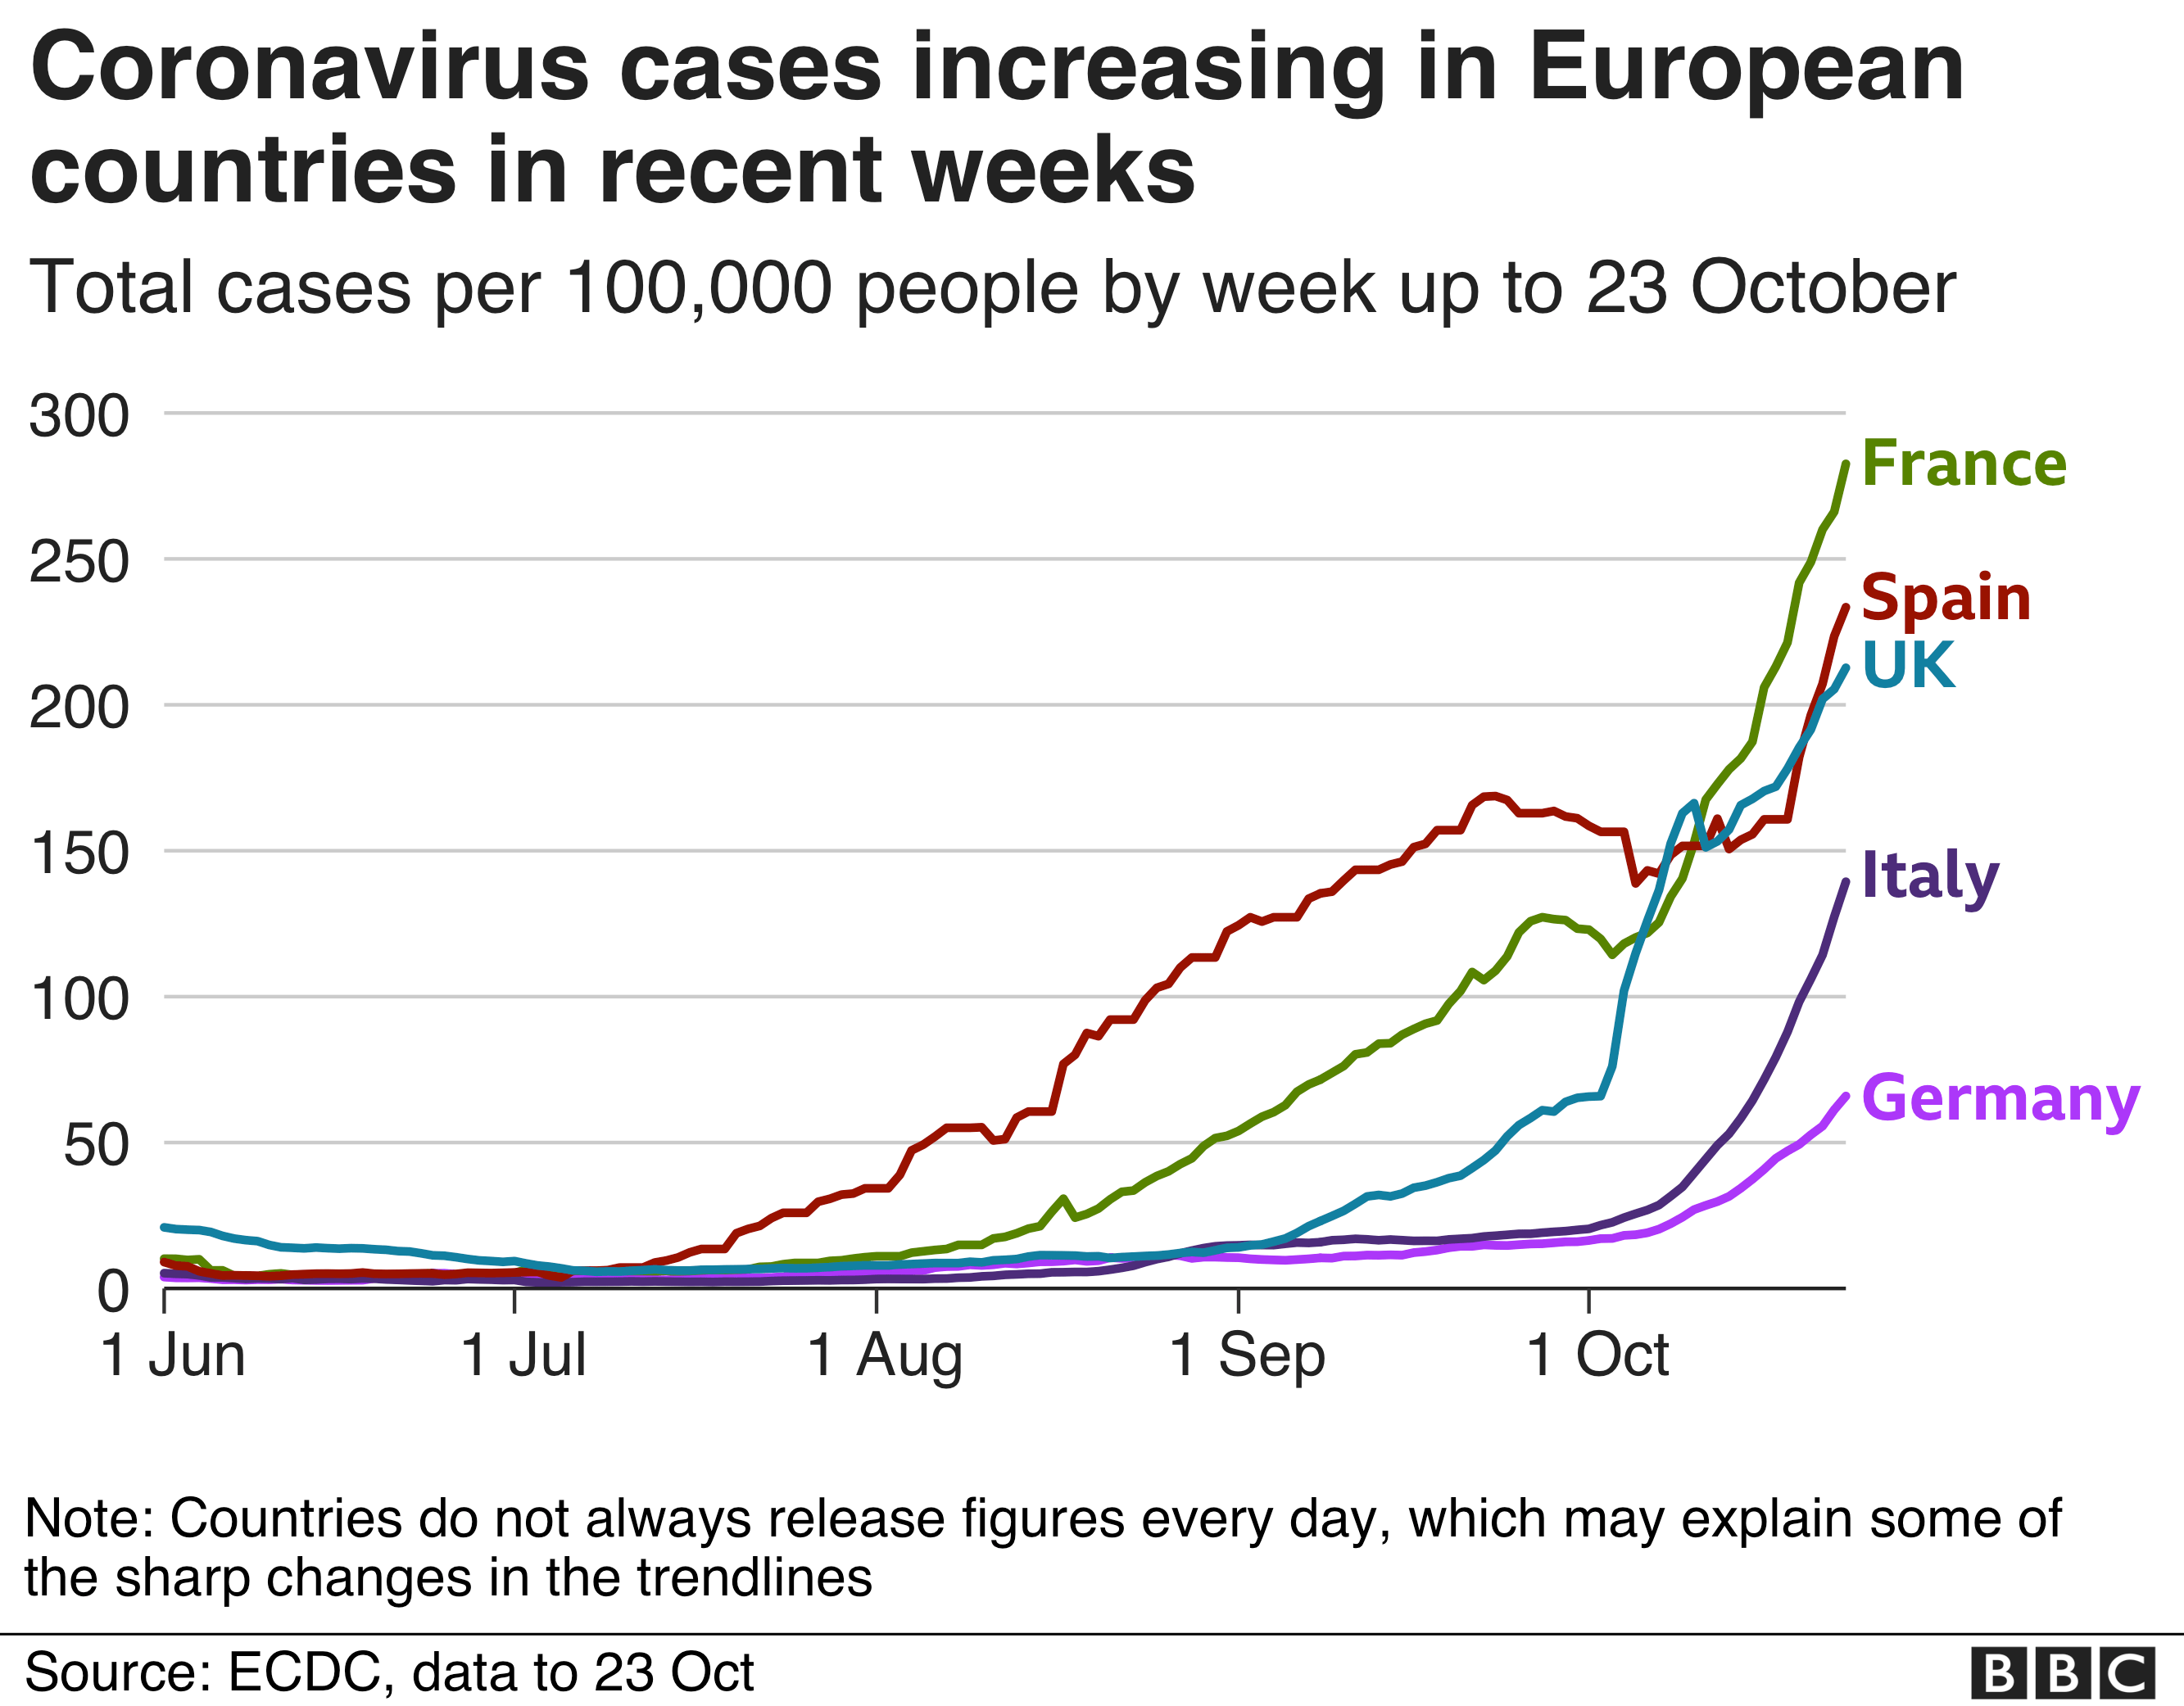 Coronavirus cases increasing in European
countries in recent weeks
Total cases per 100,000 people by week up to 23 October
300
France
250
Spain
UK
200
150
Italy
100
Germany
50
0
1 Jun
1 Jul
1 Aug
1 Sep
1 Oct
Note: Countries do not always release figures every day, which may explain some of
the sharp changes in the trendlines
Source: ECDC, data to 23 Oct
BBC